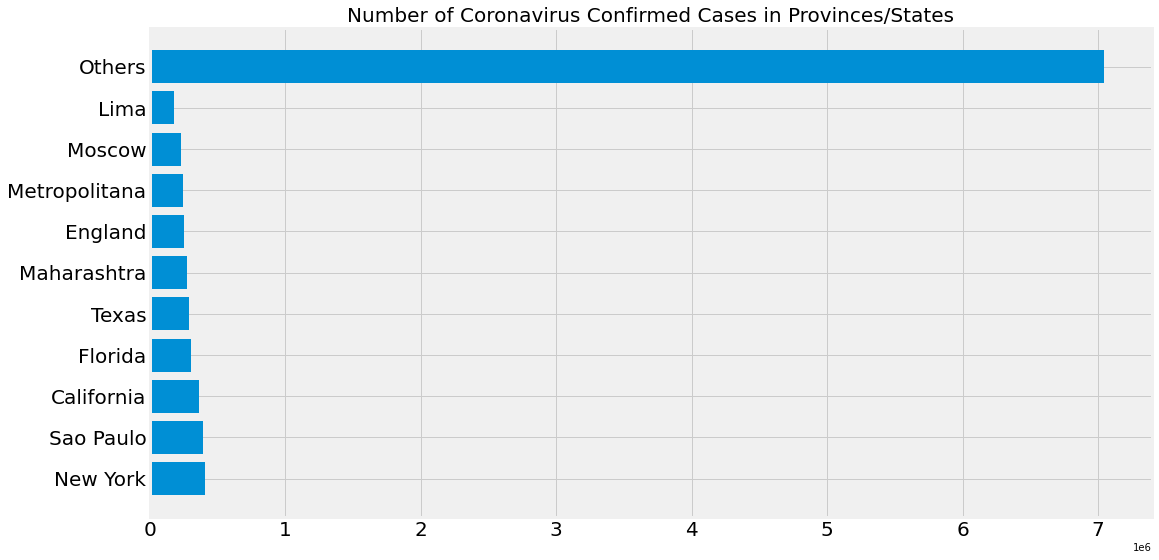 Number of Coronavirus Confirmed Cases in Provinces/States
Others
Lima
Moscow
Metropolitana
England
Maharashtra
Texas
Florida
California
Sao Paulo
New York
0 1 2 3 4 5 6 7
1e6